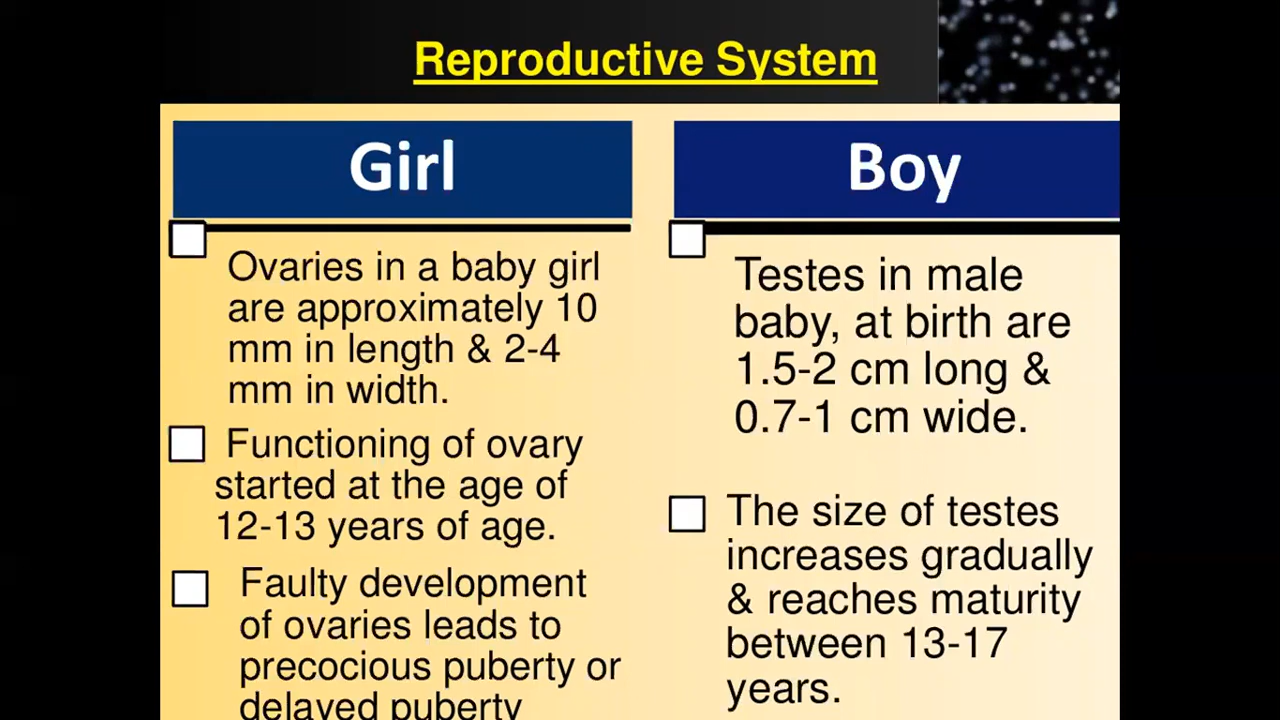 Reproductive System
Girl
Ovaries in a baby girl
are approximately 10
mm in length & 2-4
mm in width.
Functioning of ovary
started at the age of
12-13 years of age.
Faulty development
of ovaries leads to
precocious puberty or
delayed puberty
Boy
Testes in male
baby, at birth are
1.5-2 cm long &
0.7-1 cm wide.
The size of testes
increases gradually
& reaches maturity
between 13-17
years.